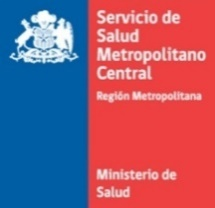 Servicio de
Salud
Metropolitano
Central
Región Metropolitana
Ministerio de
Salud